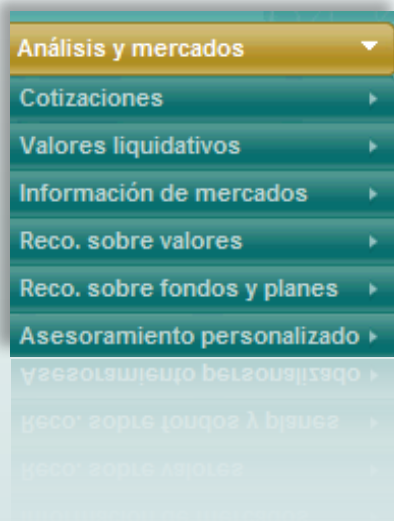 Análisis y mercados
Cotizaciones
Valores liquidativos
Información de mercados
Reco. sobre valores
Reco. sobre fondos y planes
Asesoramiento personalizado